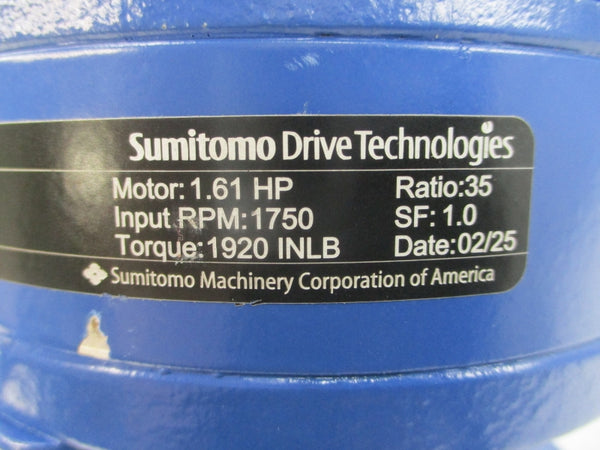 Sumitomo Drive Technologies
Motor: 1.61 HP Ratio:35
Input RPM:1750 SF: 1.0
Torque:1920 INLB Date:02/25
Sumitomo Machinery Corporation of America